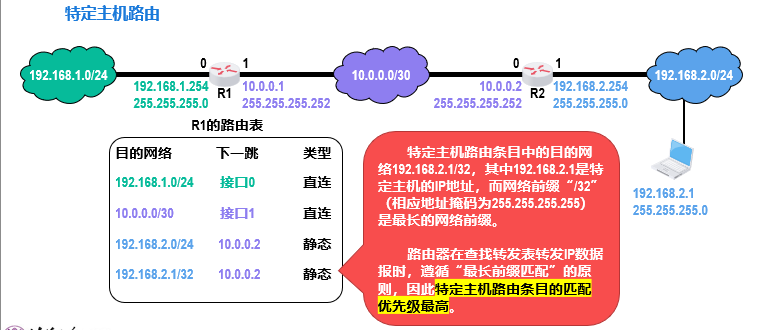 特定主机路由
192.168.1.0/24
0
1
R1
192.168.1.254
255.255.255.0
10.0.0.1
255.255.255.252
10.0.0.0/30
0
1
R2
10.0.0.2
255.255.255.252
192.168.2.254
255.255.255.0
192.168.2.0/24
192.168.2.1
255.255.255.0
R1的路由表
目的网络 下一跳 类型
192.168.1.0/24 接口0 直连
10.0.0.0/30 接口1 直连
192.168.2.0/24 10.0.0.2 静态
192.168.2.1/32 10.0.0.2 静态
特定主机路由条目中的目的网
络192.168.2.1/32，其中192.168.2.1是特
定主机的IP地址，而网络前缀“/32”
（相应地址掩码为255.255.255.255）
是最长的网络前缀。
路由器在查找转发表转发IP数据
报时，遵循“最长前缀匹配”的原
则，因此特定主机路由条目的匹配
优先级最高。